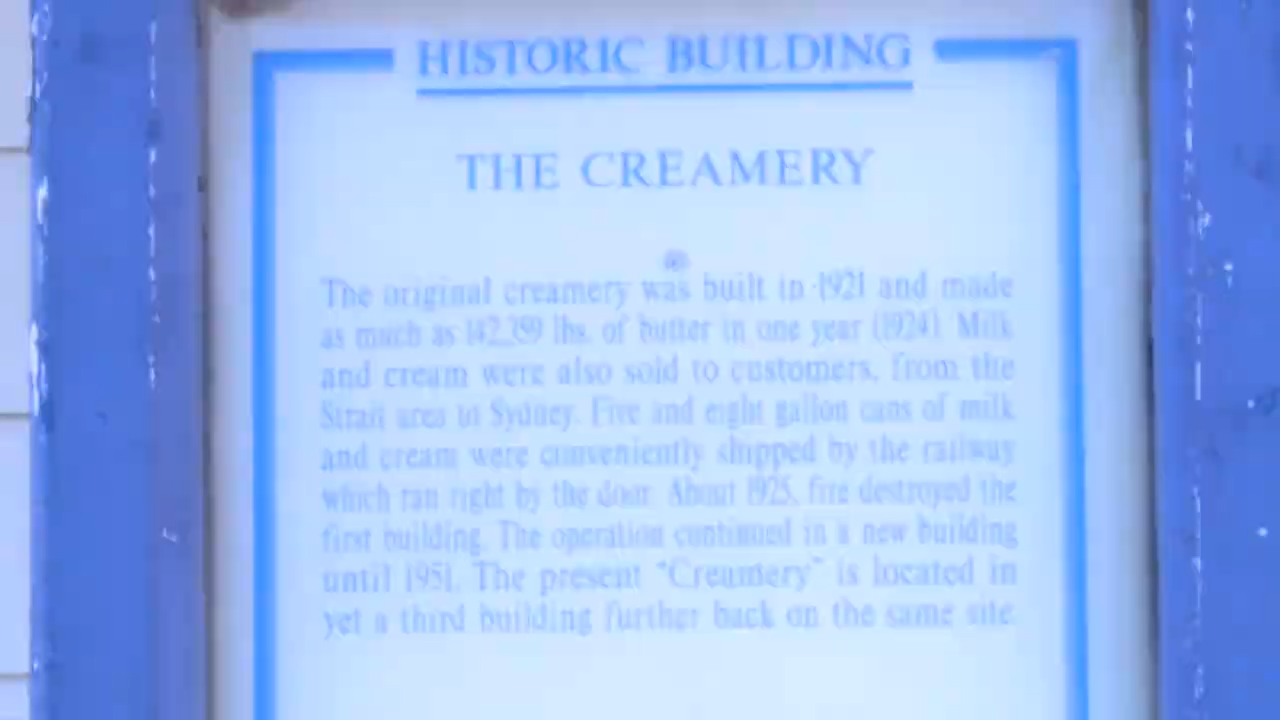 HISTORIC BUILDING
THE CREAMERY
The original creamery was built in 1921 and made
as much as 142,359 lbs. of butter in one year (1924). Milk
and cream were also sold to customers, from the
Strait area to Sydney. Five and eight gallon cans of milk
and cream were conveniently shipped by the railway
which ran right by the door. About 1925, fire destroyed the
first building. The operation continued in a new building
until 1951. The present "Creamery" is located in
yet a third building further back on the same site.